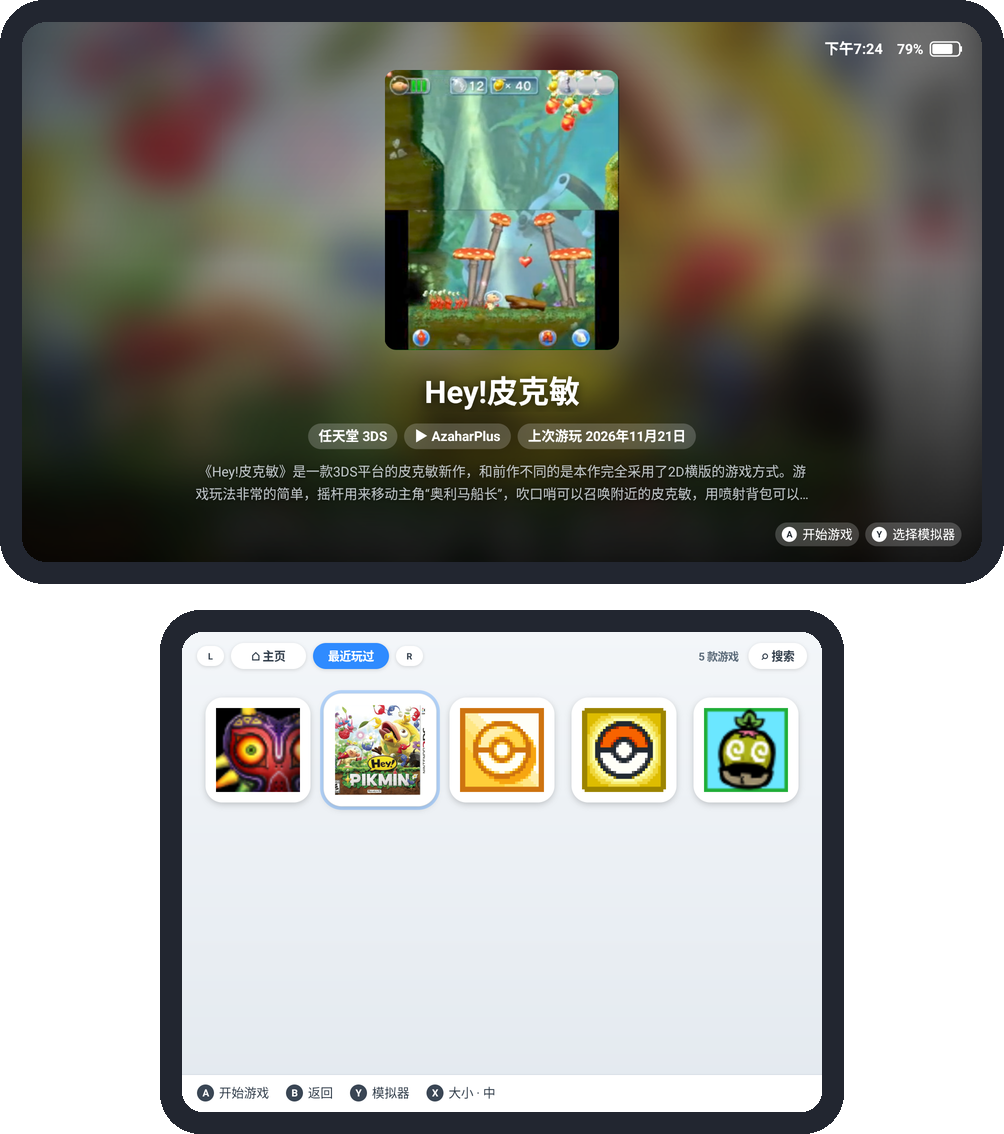 下午7:24 79%
12 × 40
Hey!皮克敏
任天堂 3DS ▶ AzaharPlus 上次游玩 2026年11月21日
《Hey!皮克敏》是一款3DS平台的皮克敏新作，和前作不同的是本作完全采用了2D横版的游戏方式。游
戏玩法非常的简单，摇杆用来移动主角“奥利马船长”，吹口哨可以召唤附近的皮克敏，用喷射背包可以...
A 开始游戏 Y 选择模拟器
L 主页 最近玩过 R 5 款游戏 搜索
Hey!
PIKMIN
A 开始游戏 B 返回 Y 模拟器 X 大小 · 中